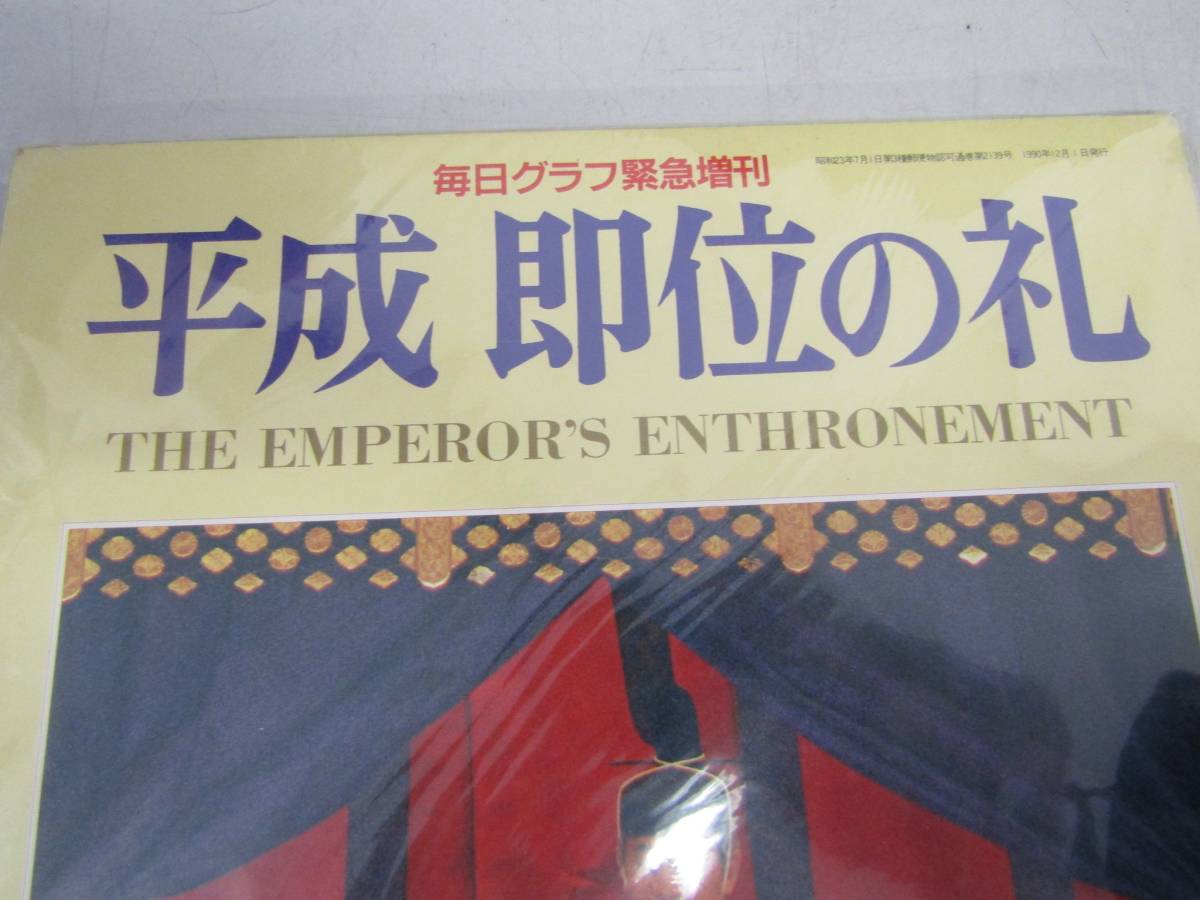 毎日グラフ緊急増刊
昭和23年7月1日第3種郵便物認可通巻第2139号 1990年12月1日発行
平成 即位の礼
THE EMPEROR'S ENTHRONEMENT